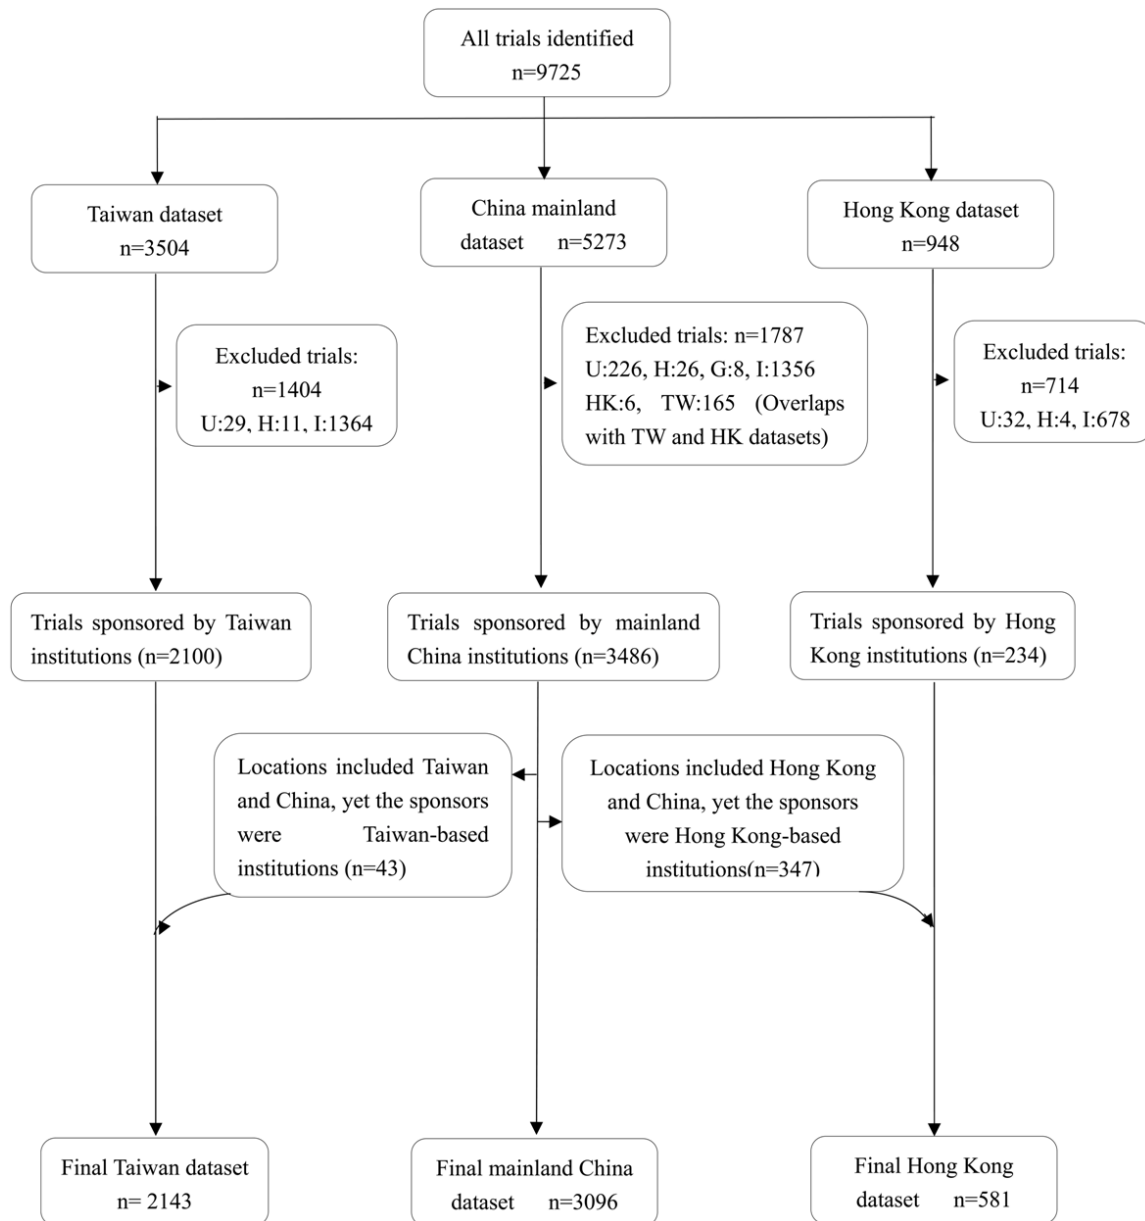 All trials identified
n=9725
Taiwan dataset
n=3504
China mainland
dataset n=5273
Hong Kong dataset
n=948
Excluded trials:
n=1404
U:29, H:11, I:1364
Excluded trials: n=1787
U:226, H:26, G:8, I:1356
HK:6, TW:165 (Overlaps
with TW and HK datasets)
Excluded trials:
n=714
U:32, H:4, I:678
Trials sponsored by Taiwan
institutions (n=2100)
Trials sponsored by mainland
China institutions (n=3486)
Trials sponsored by Hong
Kong institutions (n=234)
Locations included Taiwan
and China, yet the sponsors
were Taiwan-based
institutions (n=43)
Locations included Hong Kong
and China, yet the sponsors
were Hong Kong-based
institutions(n=347)
Final Taiwan dataset
n= 2143
Final mainland China
dataset n=3096
Final Hong Kong
dataset n=581